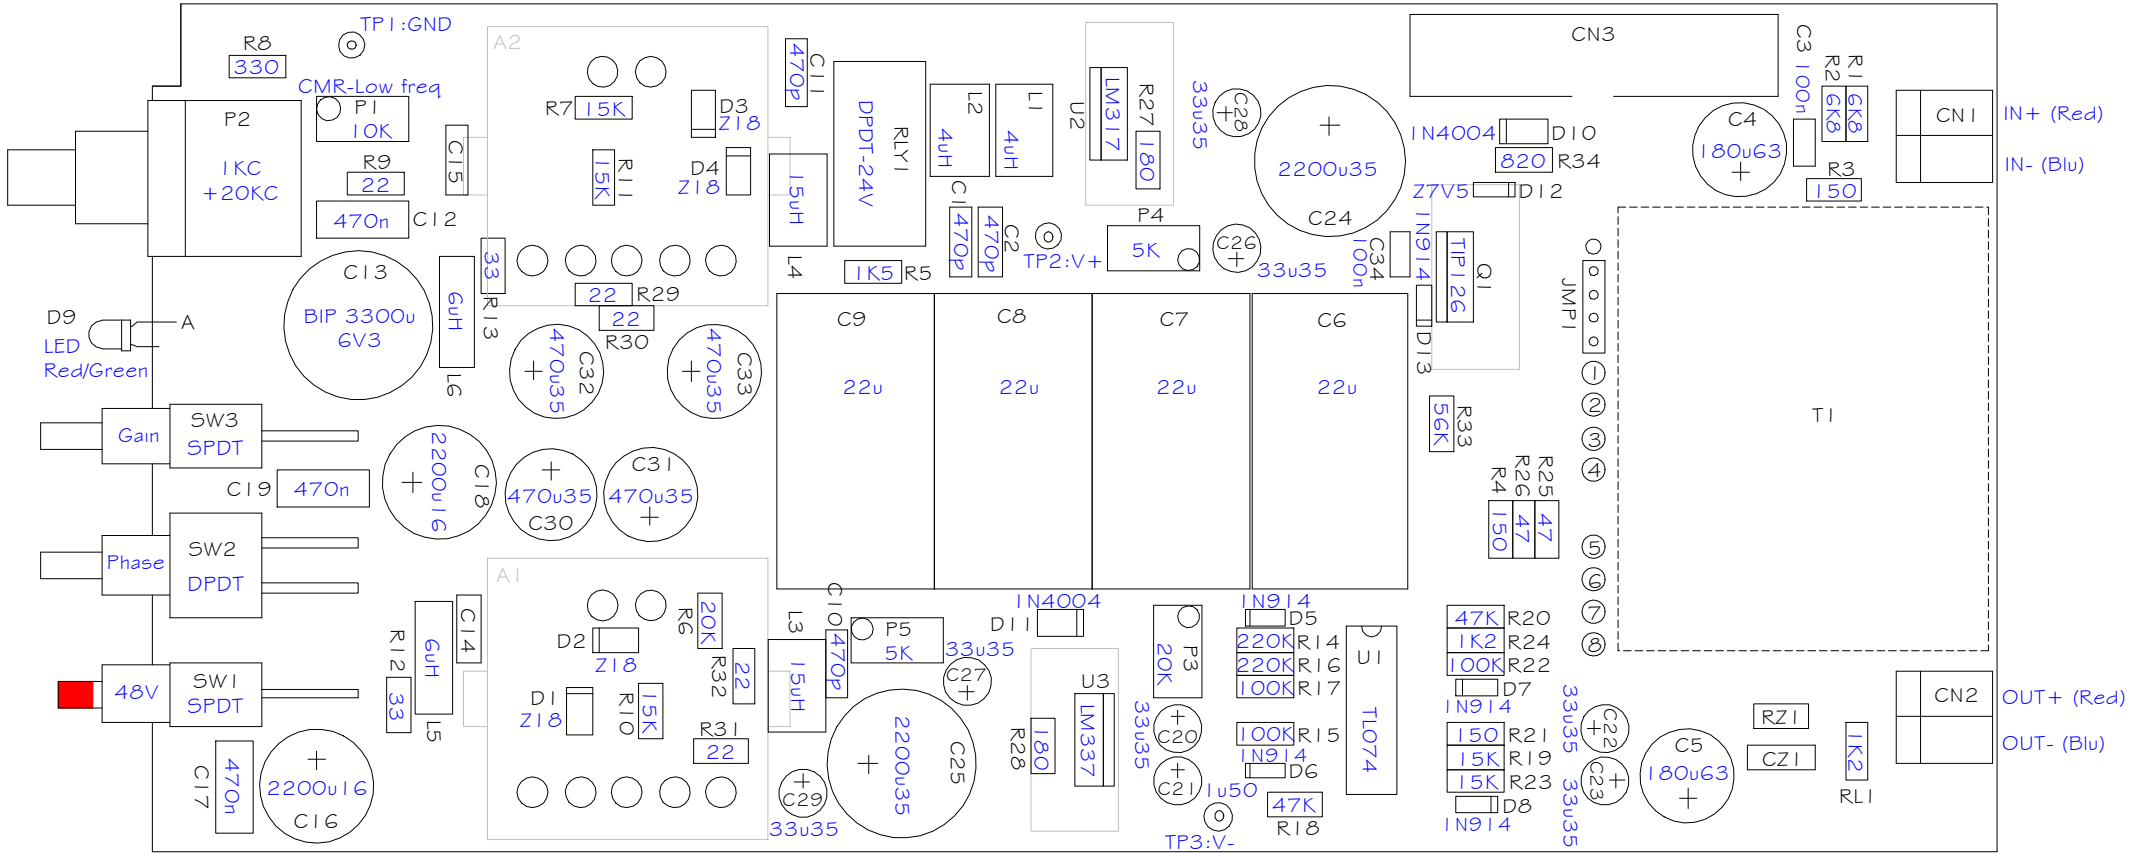 TP1:GND
R8
330
CMR-Low freq
P1
10K
P2
1KC
+20KC
R9
22
470n
C12
C15
C13
BIP 3300u
6V3
6uH
L6
33
R13
D9
LED
Red/Green
A
A2
R7
15K
D3
Z18
R11
15K
D4
Z18
22
R29
22
R30
470u35
C32
470u35
C33
470p
C11
15uH
L4
DPDT-24V
RLY1
L2
4uH
L1
4uH
1K5
R5
C1
470p
470p
C2
TP2:V+
U2
LM317
R27
180
P4
5K
33u35
C28
C26
33u35
2200u35
C24
CN3
1N4004
D10
820
R34
Z7V5
D12
C34
100n
1N914
D13
TIP126
Q1
C4
180u63
C3 100n
R2
6K8
R1
6K8
R3
150
CN1
IN+ (Red)
IN- (Blu)
JMP1
1
2
3
4
5
6
7
8
T1
C9
22u
C8
22u
C7
22u
C6
22u
56K
R33
R4
150
R26
47
R25
47
Gain
SW3
SPDT
C19
470n
2200u16
C18
470u35
C30
C31
470u35
Phase
SW2
DPDT
48V
SW1
SPDT
C17
470n
2200u16
C16
R12
33
6uH
L5
C14
A1
D2
Z18
R6
20K
D1
Z18
R10
15K
R32
22
R31
22
L3
15uH
C10
470p
P5
5K
33u35
C27
C29
33u35
2200u35
C25
1N4004
D11
U3
LM337
R28
180
P3
20K
33u35
C20
C21
1u50
TP3:V-
1N914
D5
220K
R14
220K
R16
100K
R17
100K
R15
1N914
D6
47K
R18
U1
TL074
47K
R20
1K2
R24
100K
R22
D7
1N914
150
R21
15K
R19
15K
R23
D8
1N914
33u35
C22
C23
33u35
C5
180u63
RZ1
CZ1
1K2
RL1
CN2
OUT+ (Red)
OUT- (Blu)